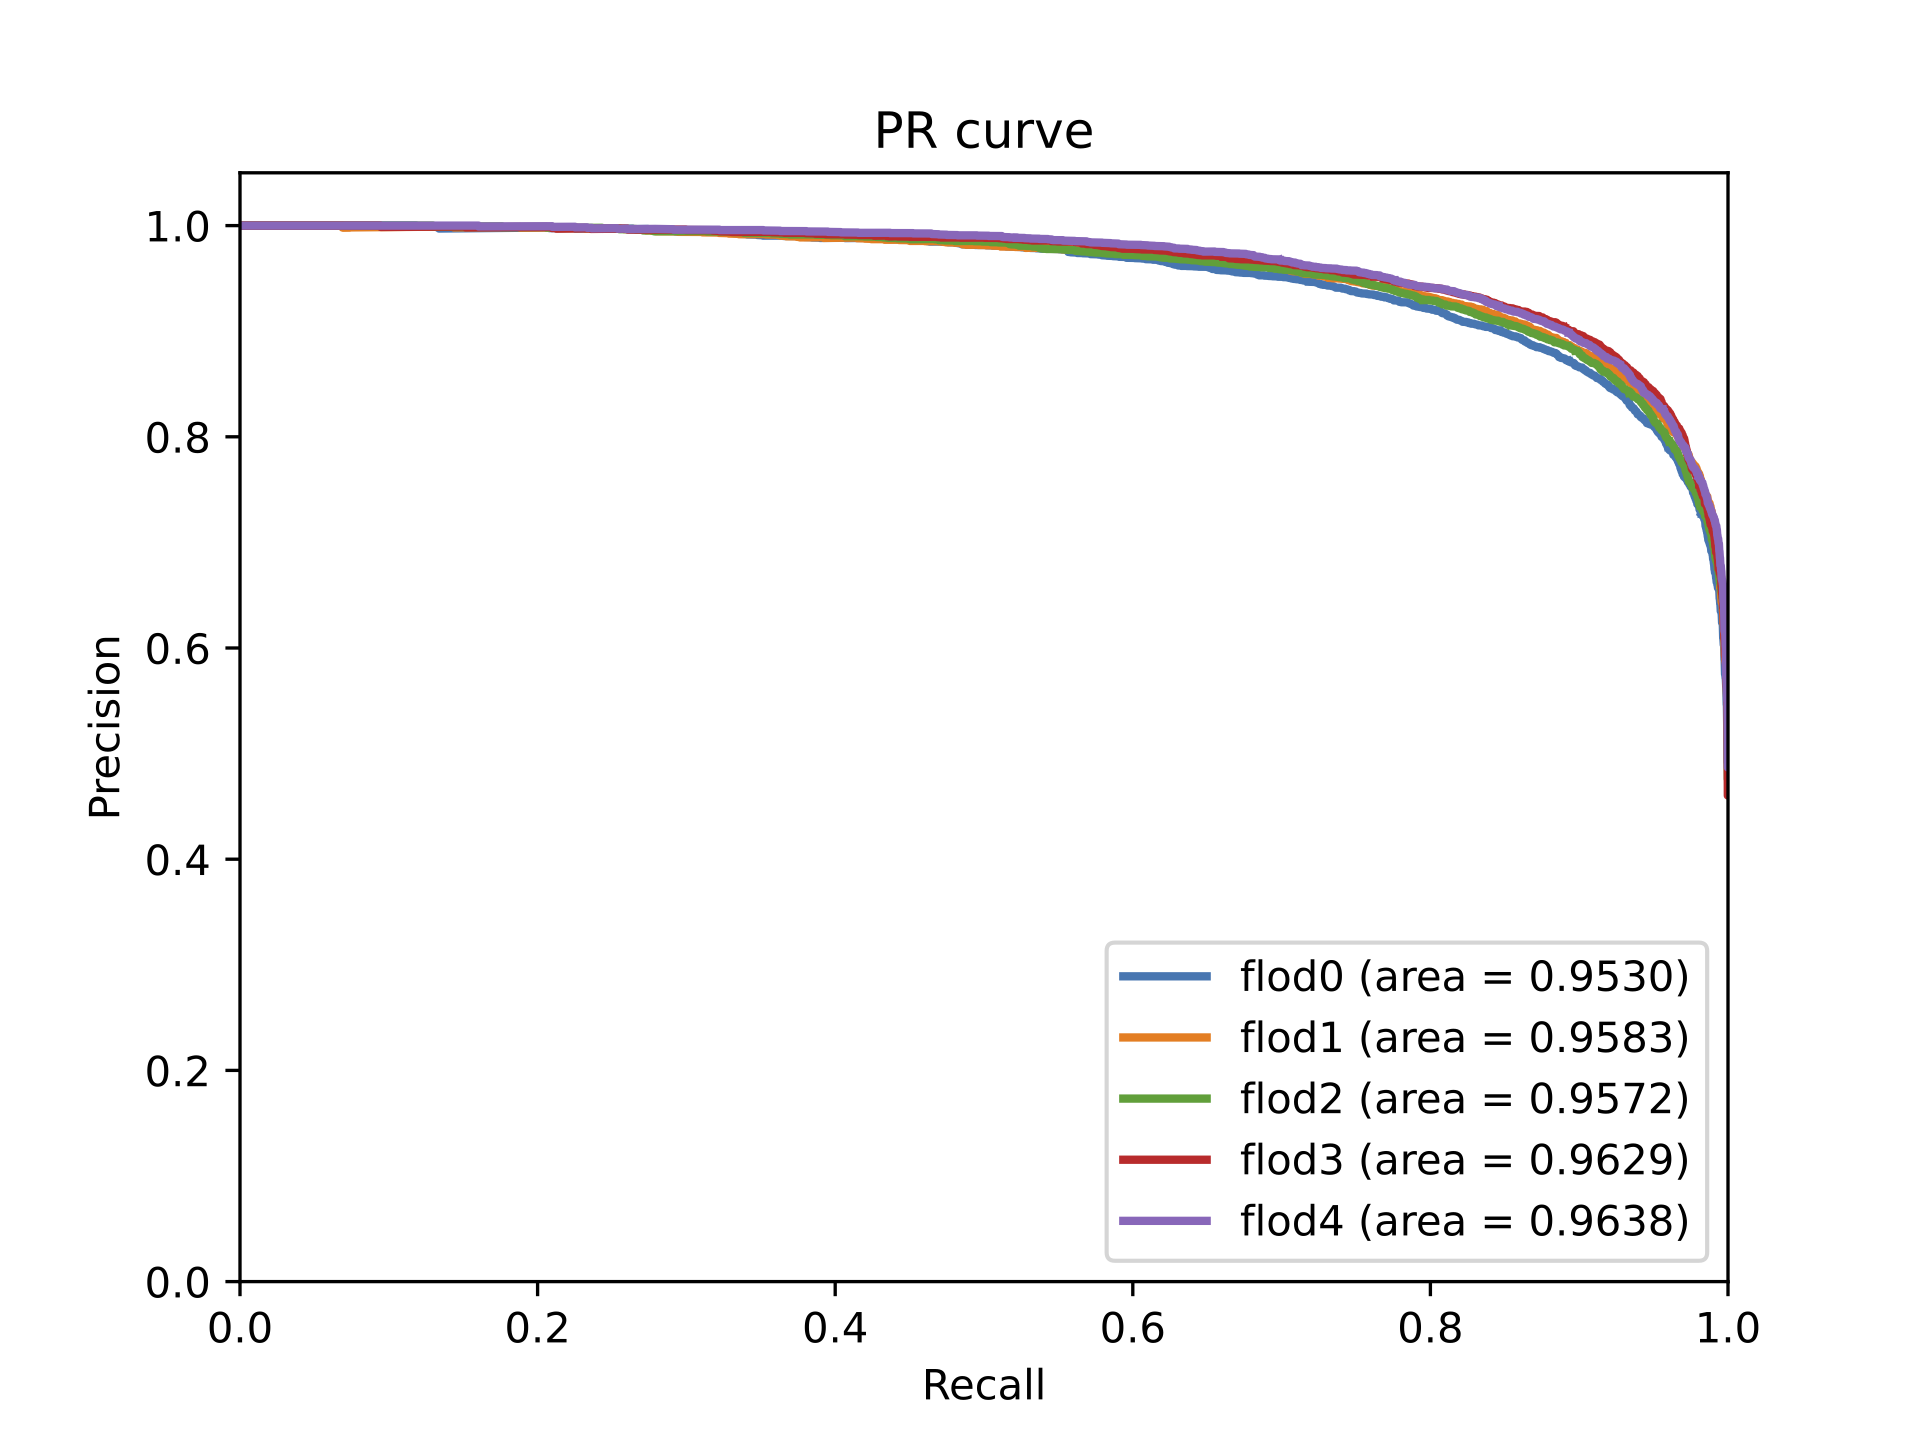 PR curve
1.0
0.8
0.6
0.4
0.2
0.0
Precision
0.0 0.2 0.4 0.6 0.8 1.0
Recall
flod0 (area = 0.9530)
flod1 (area = 0.9583)
flod2 (area = 0.9572)
flod3 (area = 0.9629)
flod4 (area = 0.9638)